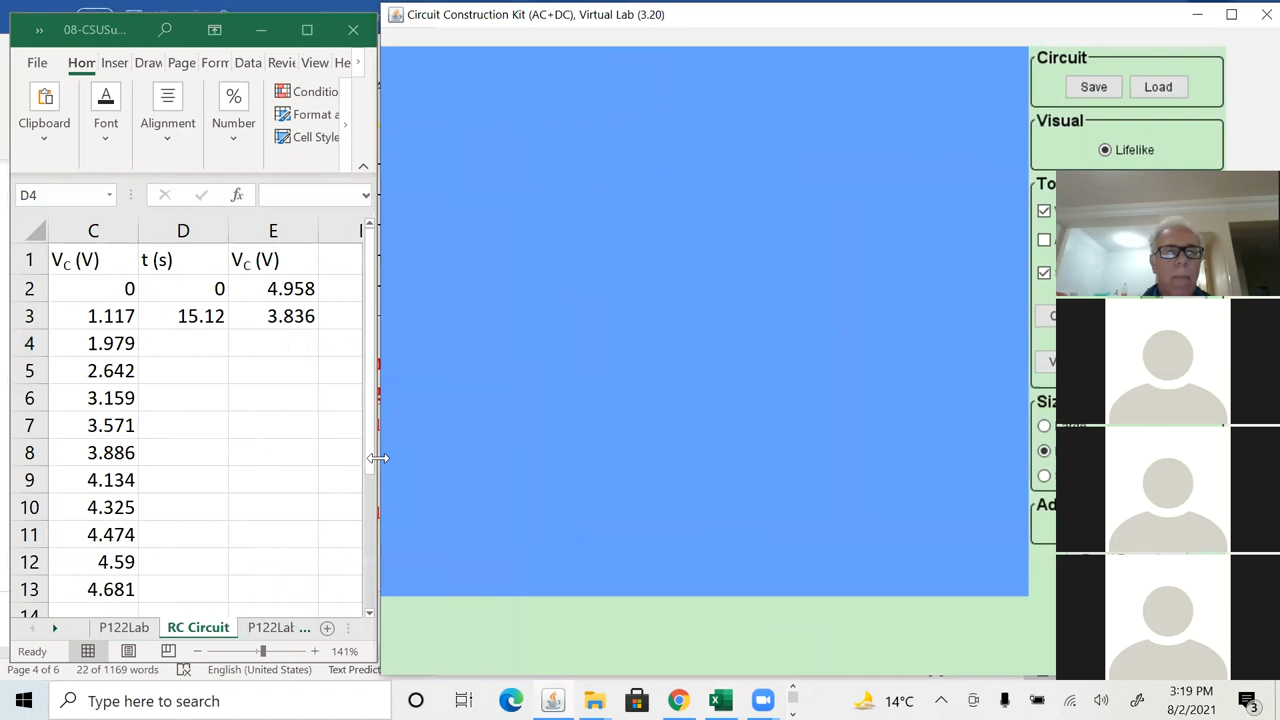 Circuit Construction Kit (AC+DC), Virtual Lab (3.20)
08-CSUSu...
File Hom Inser Draw Page Form Data Revie View He
Clipboard Font Alignment Number
Conditio
Format a
Cell Style
D4 fx
C D E
1 VC (V) t (s) VC (V)
2 0 0 4.958
3 1.117 15.12 3.836
4 1.979
5 2.642
6 3.159
7 3.571
8 3.886
9 4.134
10 4.325
11 4.474
12 4.59
13 4.681
14
P122Lab RC Circuit P122Lab ...
Ready 141%
Page 4 of 6 22 of 1169 words English (United States) Text Predict
Circuit
Save Load
Visual
Lifelike
To
Siz
Ad
Type here to search
14°C
3:19 PM
8/2/2021
3